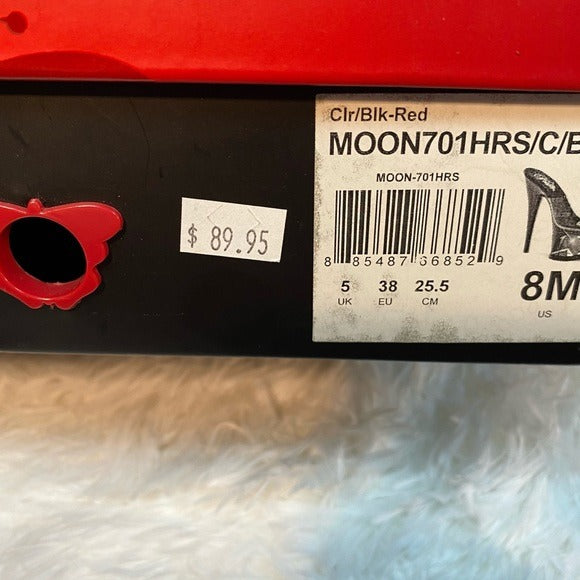 Clr/Blk-Red
MOON701HRS/C/B
MOON-701HRS
$ 89.95
8 85487 66852 9
5 38 25.5
UK EU CM
8M
US